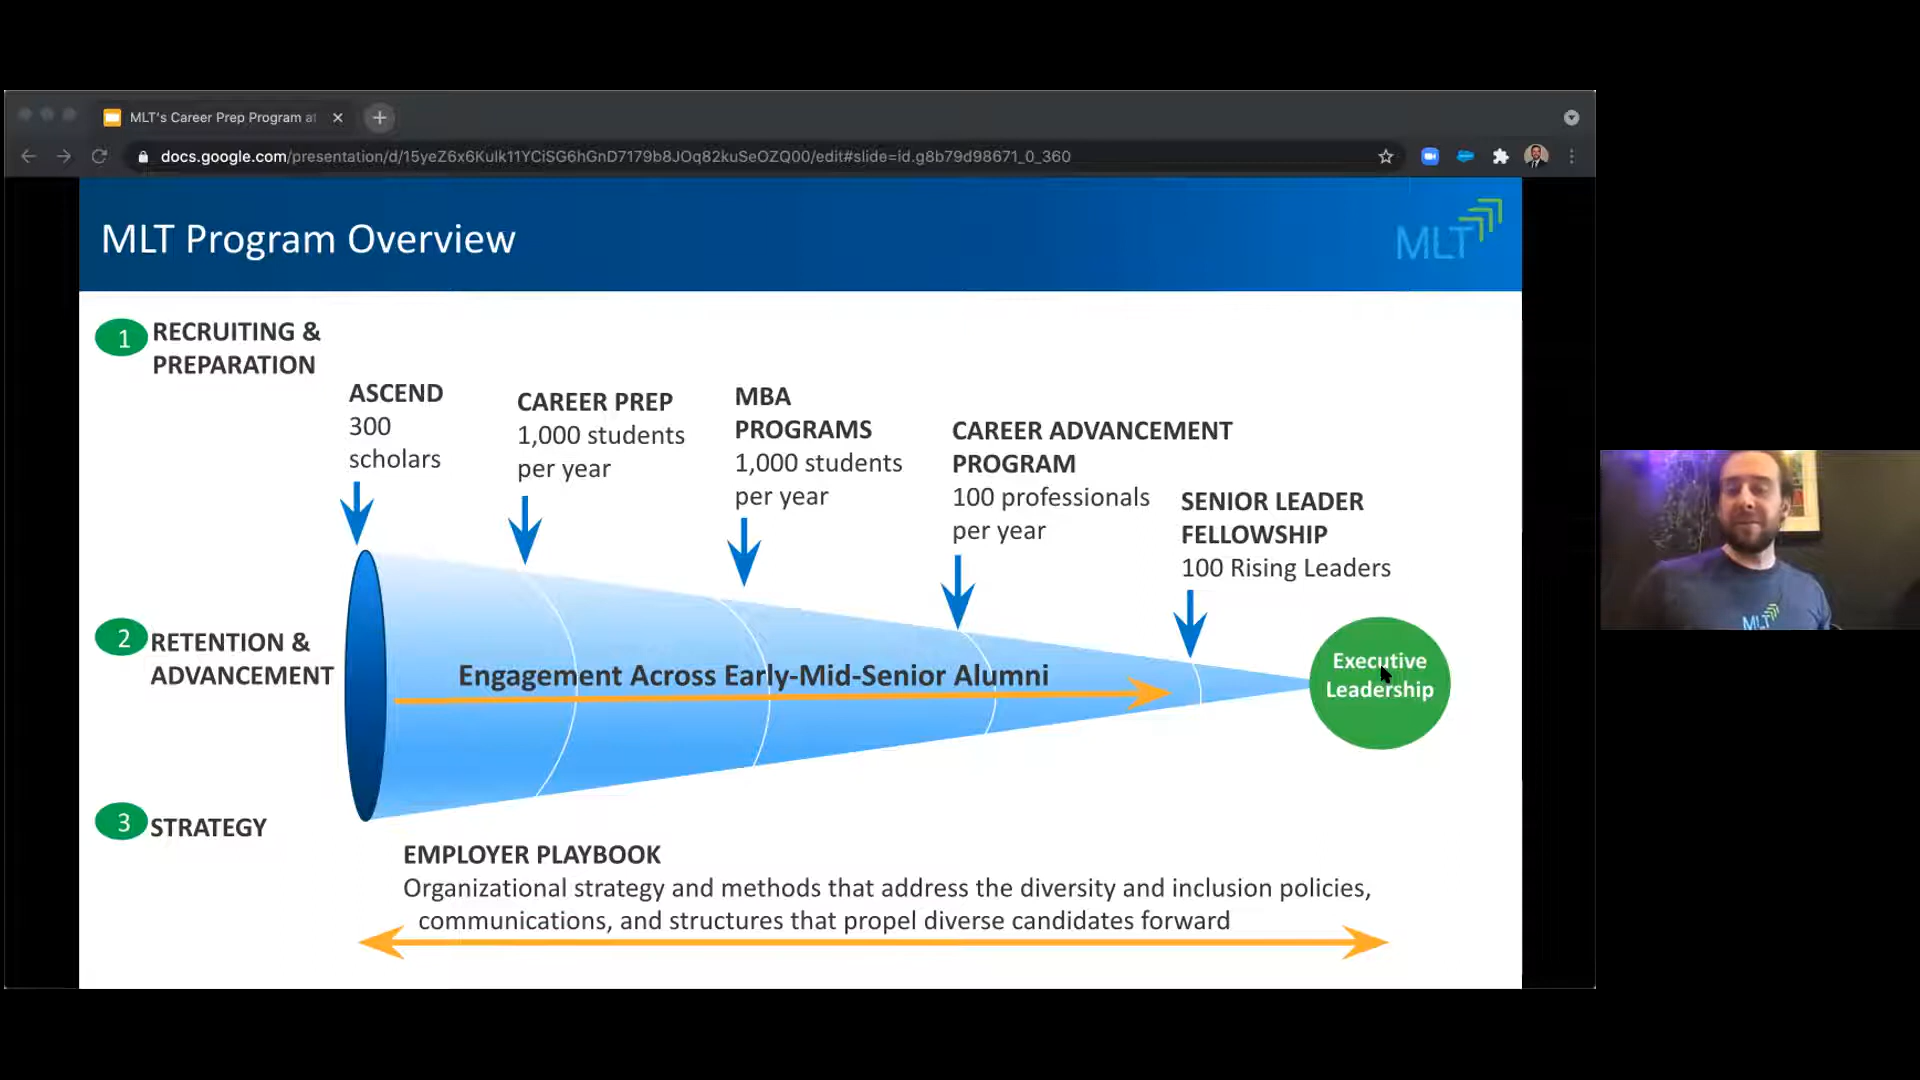 MLT's Career Prep Program at
docs.google.com/presentation/d/15yeZ6x6Kulk11YCiSG6hGnD7179b8JOq82kuSeOZQ00/edit#slide=id.g8b79d98671_0_360
MLT Program Overview
MLT
1
RECRUITING &
PREPARATION
ASCEND
300
scholars
CAREER PREP
1,000 students
per year
MBA
PROGRAMS
1,000 students
per year
CAREER ADVANCEMENT
PROGRAM
100 professionals
per year
SENIOR LEADER
FELLOWSHIP
100 Rising Leaders
2
RETENTION &
ADVANCEMENT
Engagement Across Early-Mid-Senior Alumni
Executive
Leadership
3
STRATEGY
EMPLOYER PLAYBOOK
Organizational strategy and methods that address the diversity and inclusion policies,
communications, and structures that propel diverse candidates forward
MLT